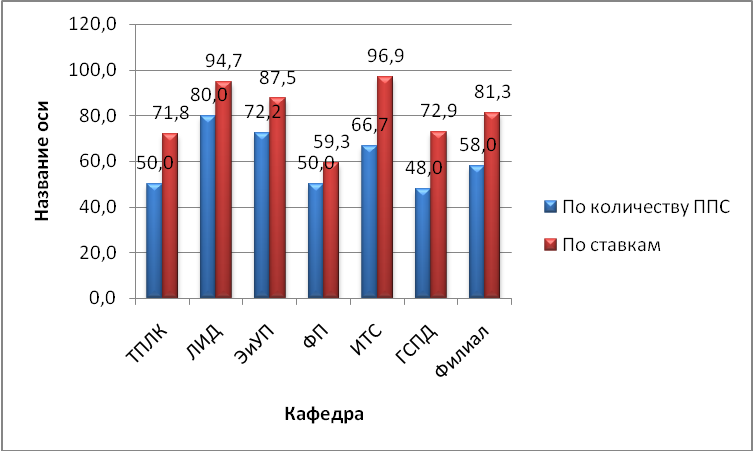 120,0
100,0
80,0
60,0
40,0
20,0
0,0
Название оси
50,0 71,8
80,0 94,7
72,2 87,5
50,0 59,3
66,7 96,9
48,0 72,9
58,0 81,3
ТПЛК ЛИД ЭиУП ФП ИТС ГСПД Филиал
Кафедра
По количеству ППС
По ставкам